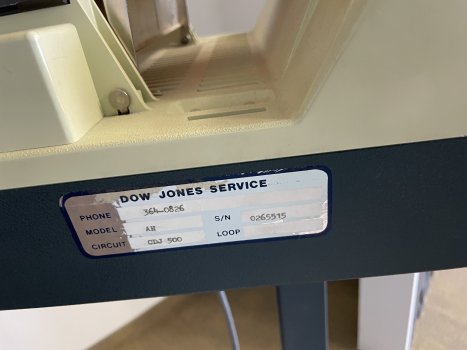 DOW JONES SERVICE
PHONE 364-0826
MODEL AH S/N 0265515
CIRCUIT CDJ 500 LOOP